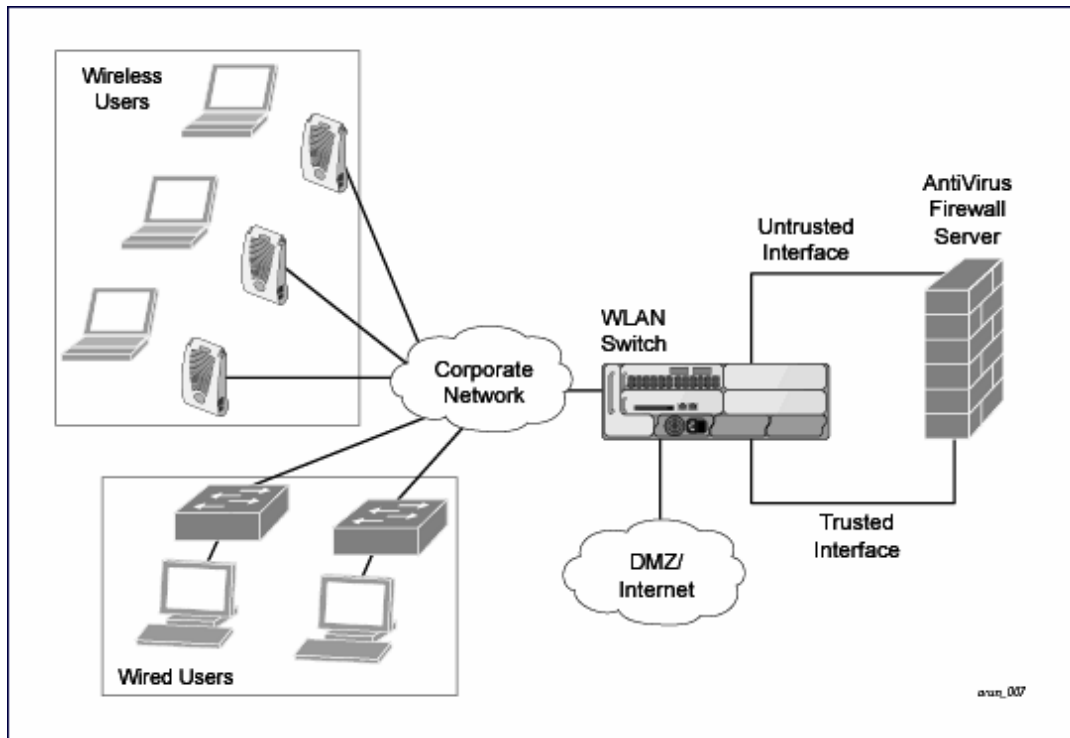 Wireless
Users
AntiVirus
Firewall
Server
Untrusted
Interface
WLAN
Switch
Corporate
Network
Trusted
Interface
DMZ/
Internet
Wired Users
arun_007